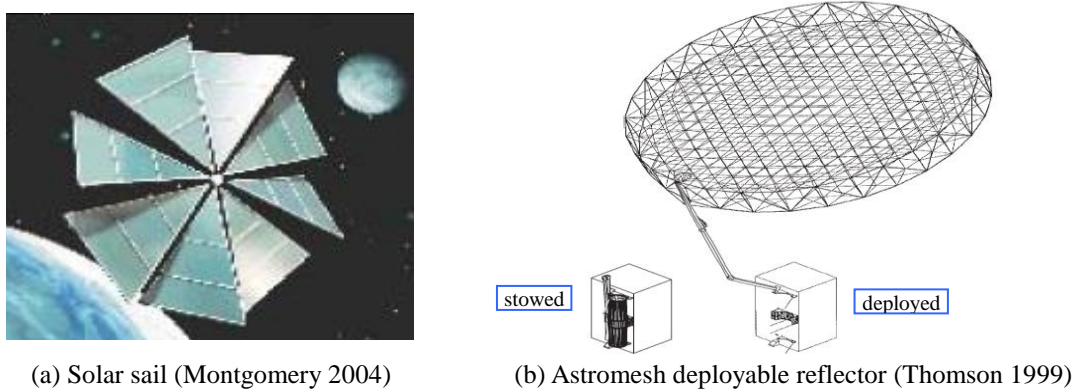 stowed
deployed
(a) Solar sail (Montgomery 2004)
(b) Astromesh deployable reflector (Thomson 1999)